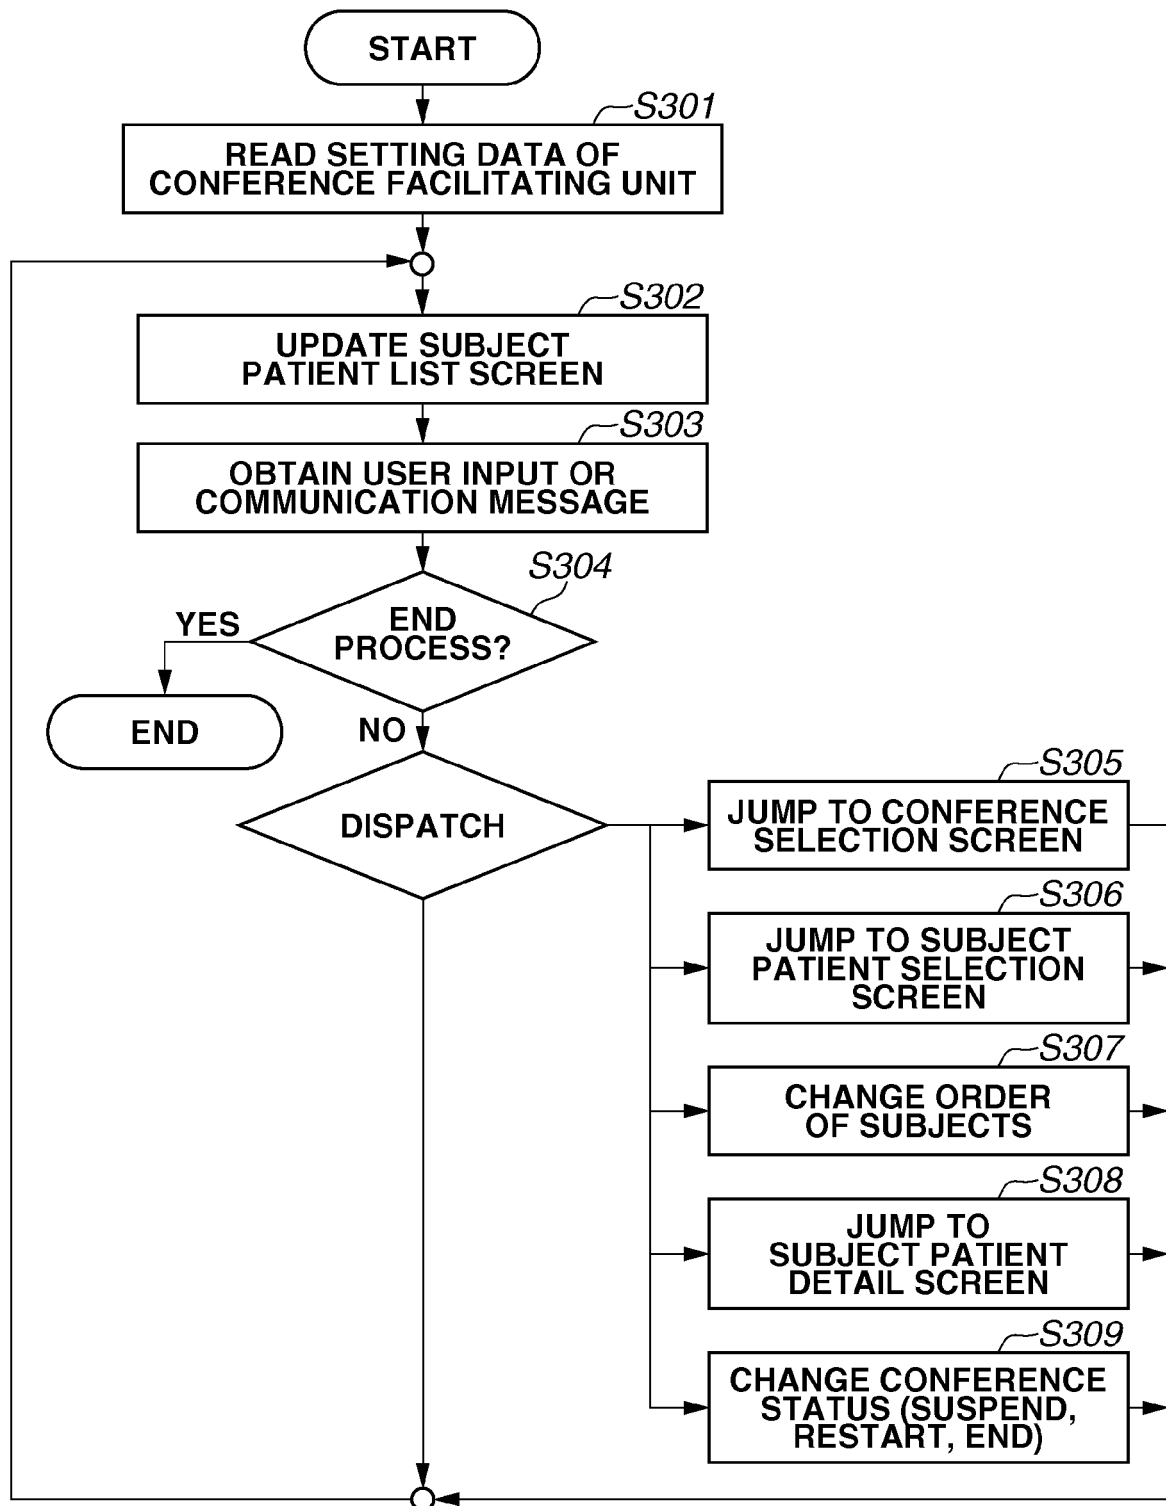 START
S301
READ SETTING DATA OF
CONFERENCE FACILITATING UNIT
S302
UPDATE SUBJECT
PATIENT LIST SCREEN
S303
OBTAIN USER INPUT OR
COMMUNICATION MESSAGE
S304
END
PROCESS?
YES
END
NO
DISPATCH
S305
JUMP TO CONFERENCE
SELECTION SCREEN
S306
JUMP TO SUBJECT
PATIENT SELECTION
SCREEN
S307
CHANGE ORDER
OF SUBJECTS
S308
JUMP TO
SUBJECT PATIENT
DETAIL SCREEN
S309
CHANGE CONFERENCE
STATUS (SUSPEND,
RESTART, END)